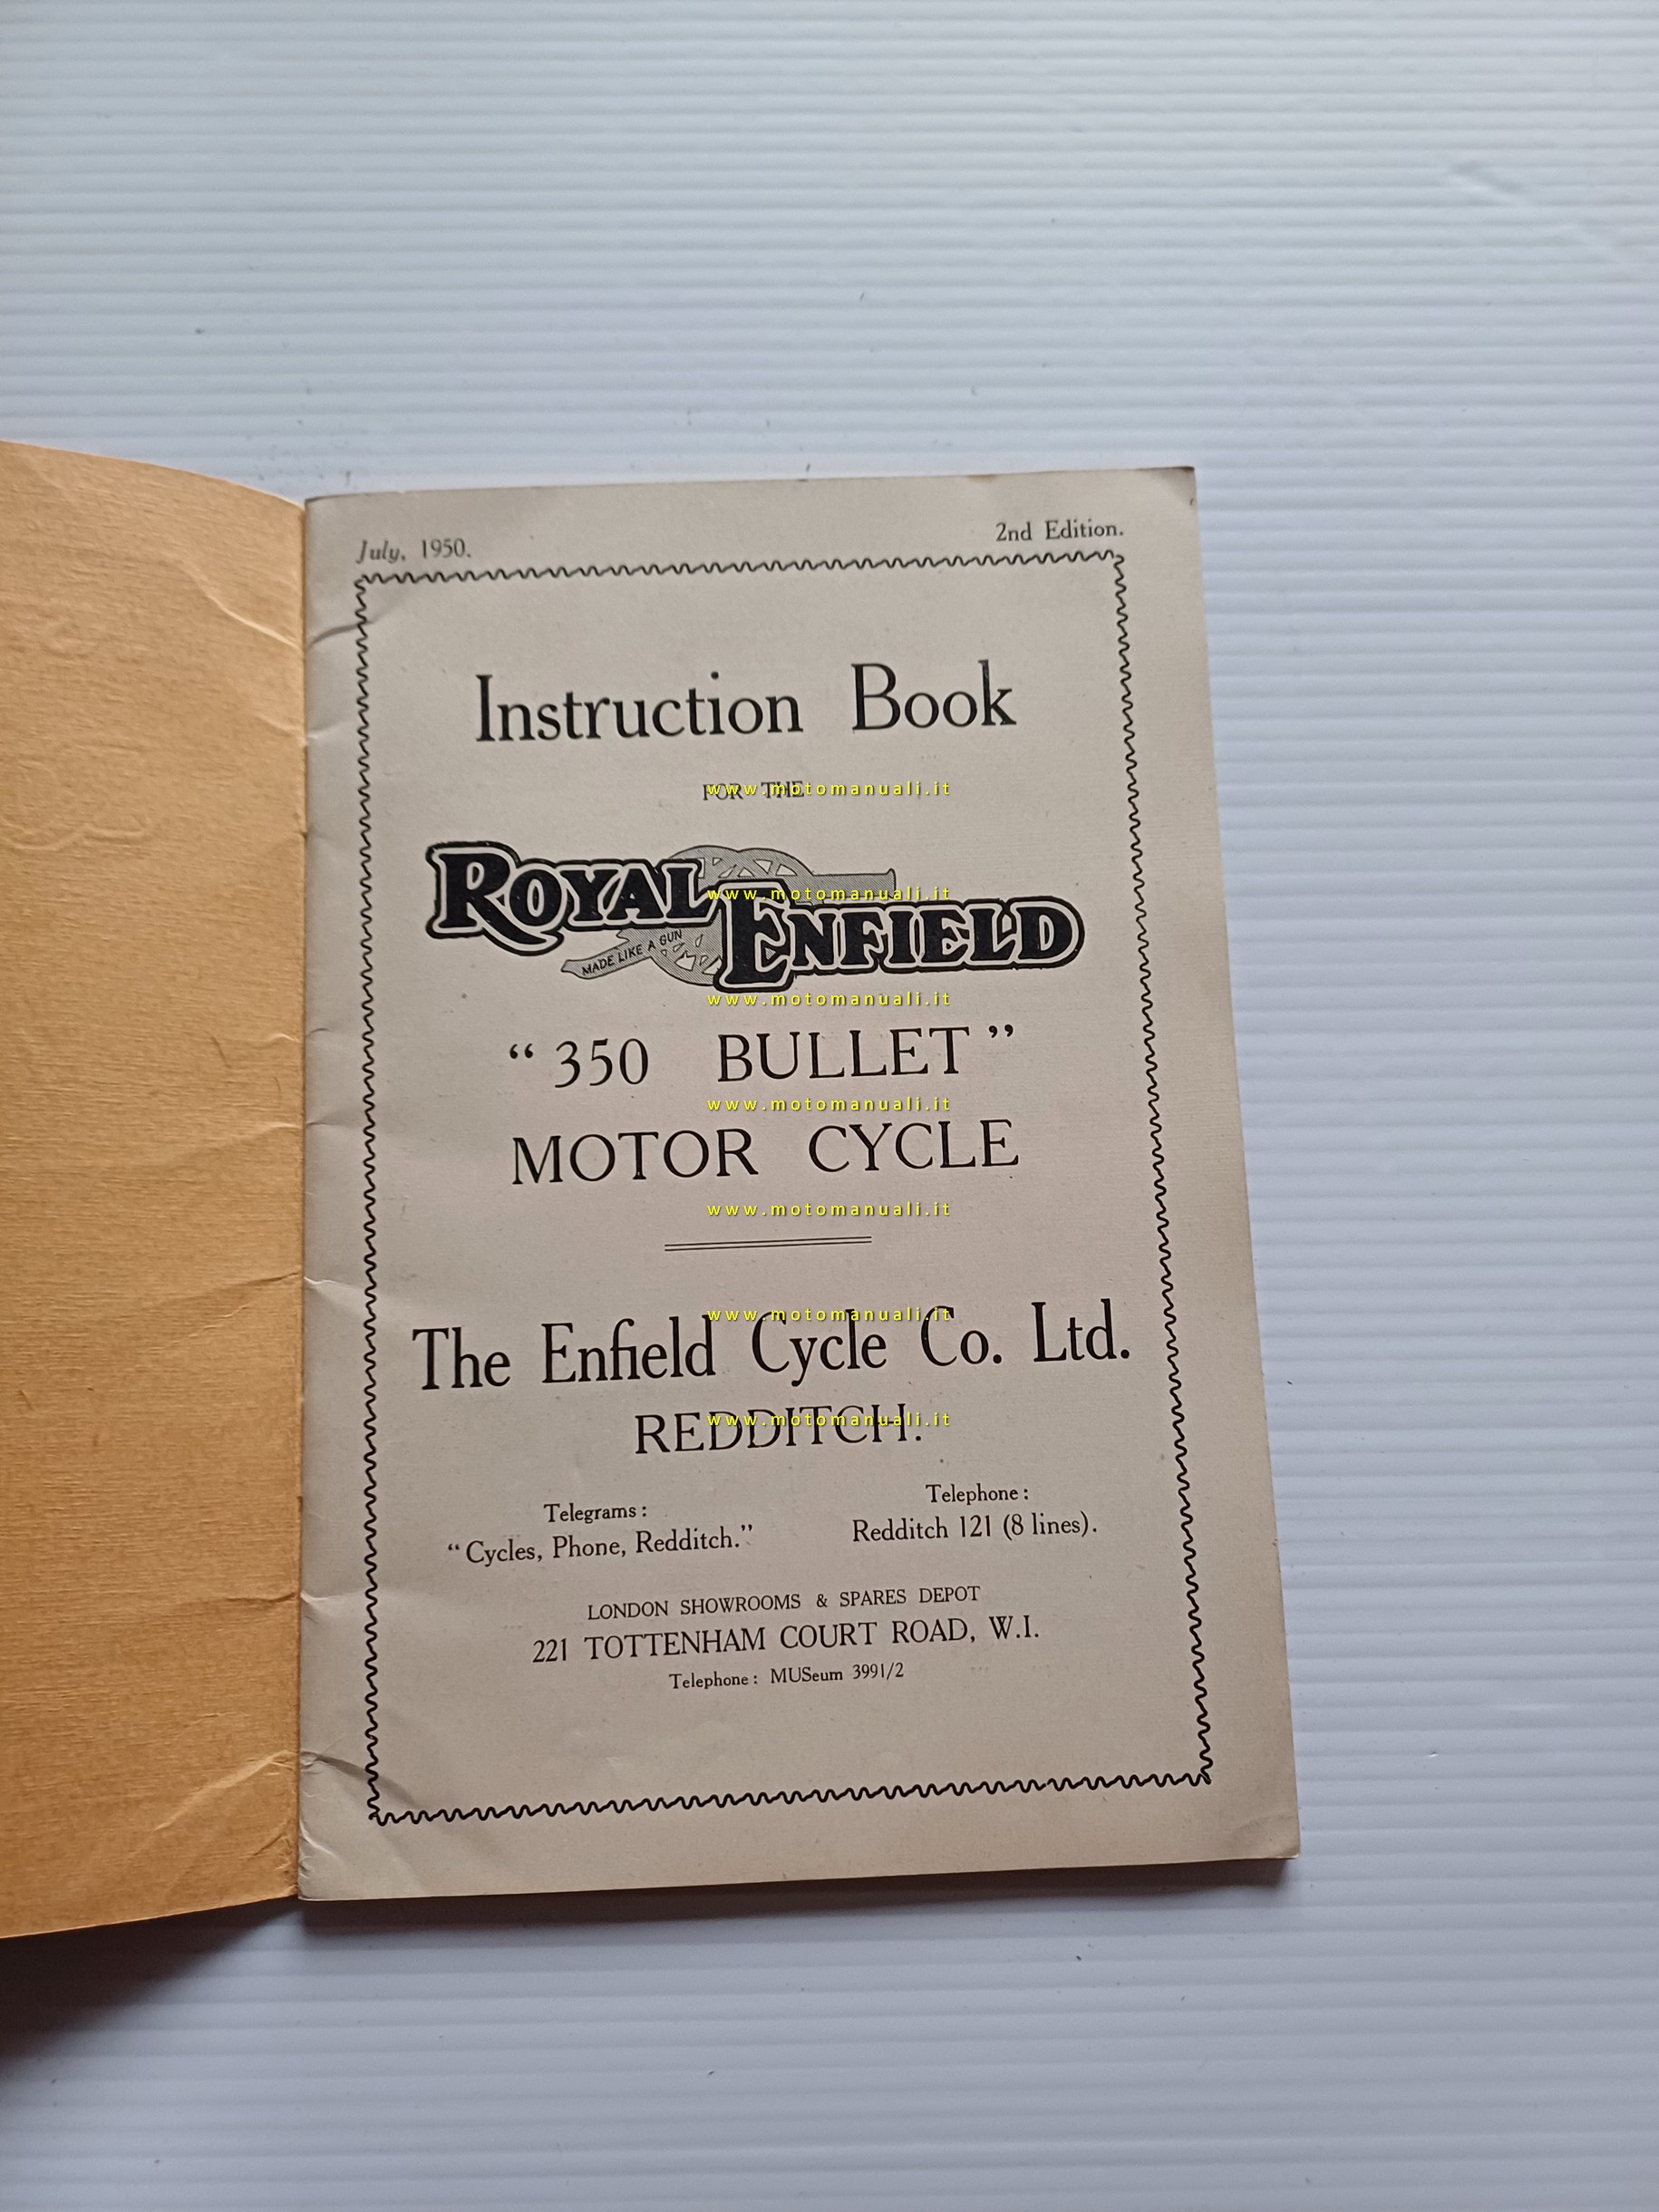 July, 1950.
2nd Edition.
Instruction Book
FOR THE
www.motomanuali.it
ROYAL ENFIELD
www.motomanuali.it
MADE LIKE A GUN
www.motomanuali.it
“350 BULLET”
www.motomanuali.it
MOTOR CYCLE
www.motomanuali.it
www.motomanuali.it
The Enfield Cycle Co. Ltd.
www.motomanuali.it
REDDITCH.
Telegrams :
“Cycles, Phone, Redditch.”
Telephone :
Redditch 121 (8 lines).
LONDON SHOWROOMS & SPARES DEPOT
221 TOTTENHAM COURT ROAD, W.I.
Telephone : MUSeum 3991/2